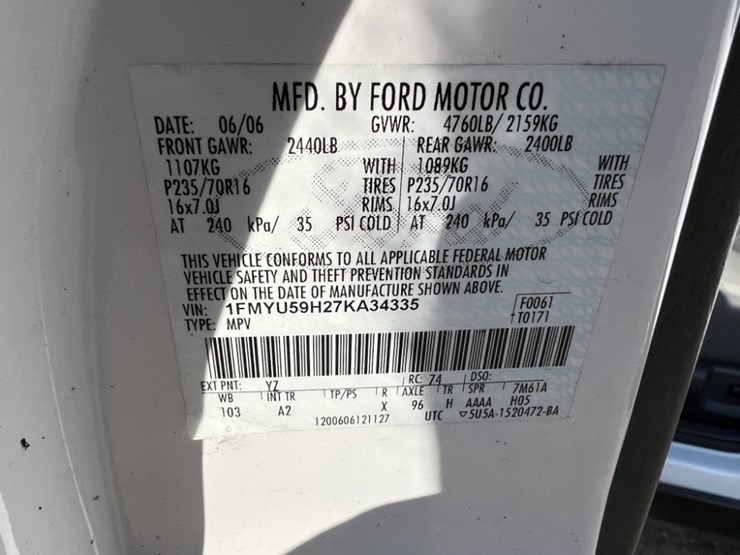 MFD. BY FORD MOTOR CO.
DATE: 06/06 GVWR: 4760LB/ 2159KG
FRONT GAWR: 2440LB REAR GAWR: 2400LB
1107KG WITH 1089KG WITH
P235/70R16 TIRES P235/70R16 TIRES
16x7.0J RIMS 16x7.0J RIMS
AT 240 kPa/ 35 PSI COLD AT 240 kPa/ 35 PSI COLD
THIS VEHICLE CONFORMS TO ALL APPLICABLE FEDERAL MOTOR
VEHICLE SAFETY AND THEFT PREVENTION STANDARDS IN
EFFECT ON THE DATE OF MANUFACTURE SHOWN ABOVE.
VIN: 1FMYU59H27KA34335 F0061
TYPE: MPV T0171
EXT PNT: YZ RC: 74 DSO:
WB INT TR TP/PS R AXLE TR SPR 7M61A
103 A2 X 96 H AAAA H05
1200606121127 UTC ▽5U5A-1520472-BA